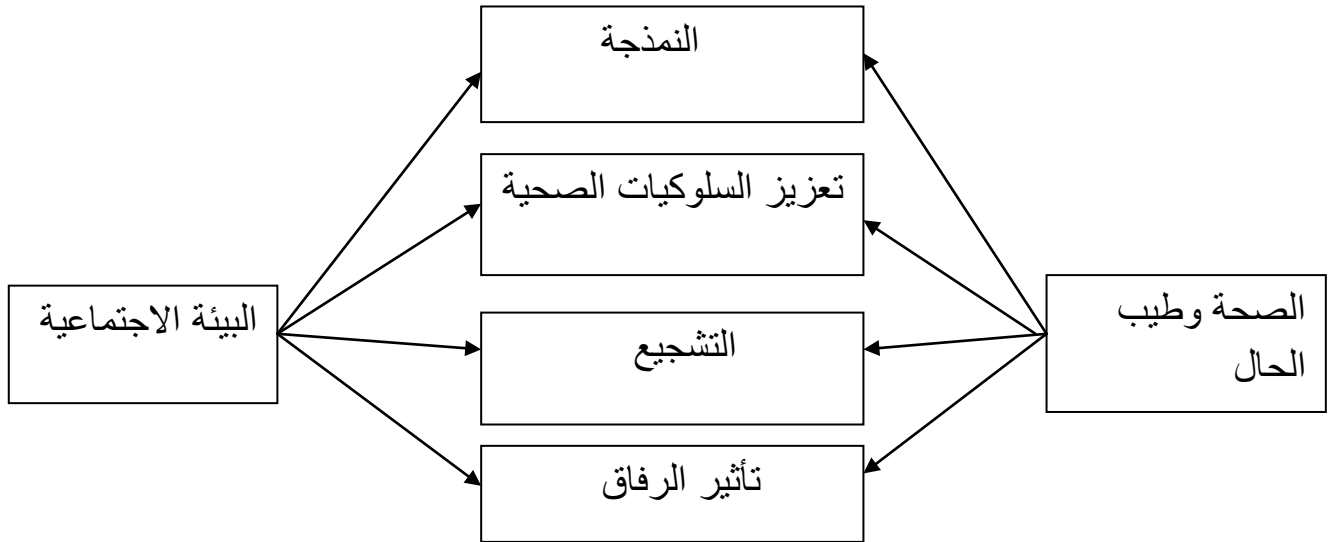 النمذجة
تعزيز السلوكيات الصحية
الصحة وطيب
الحال
البيئة الاجتماعية
التشجيع
تأثير الرفاق